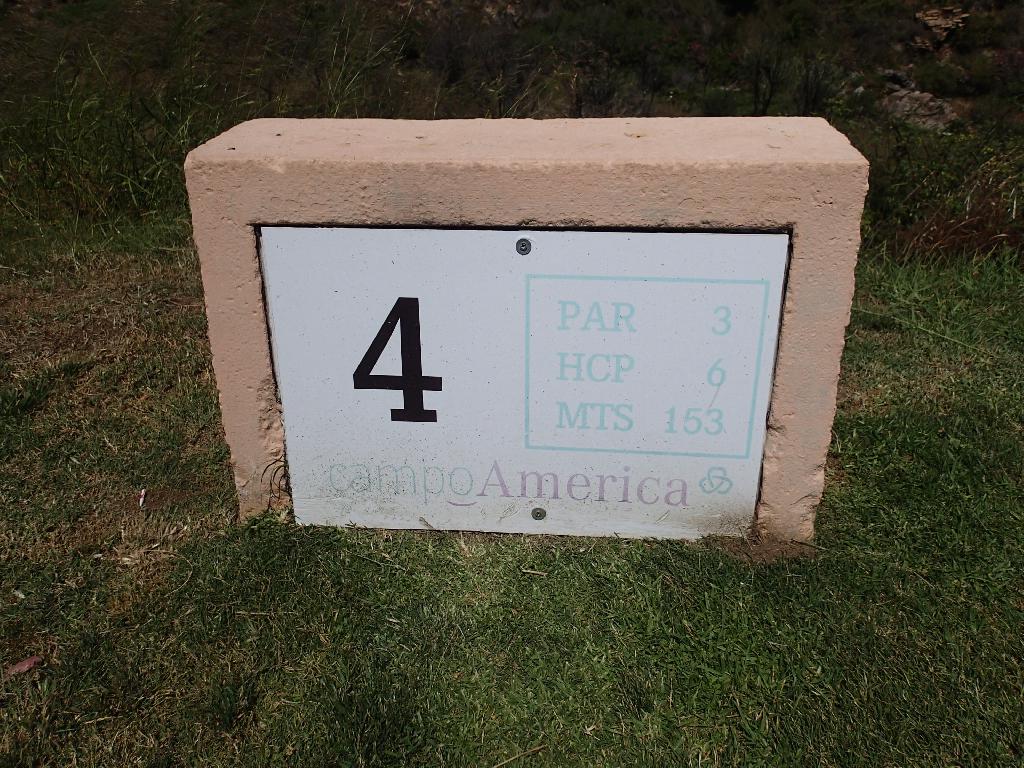 4
PAR 3
HCP 6
MTS 153
campoAmerica